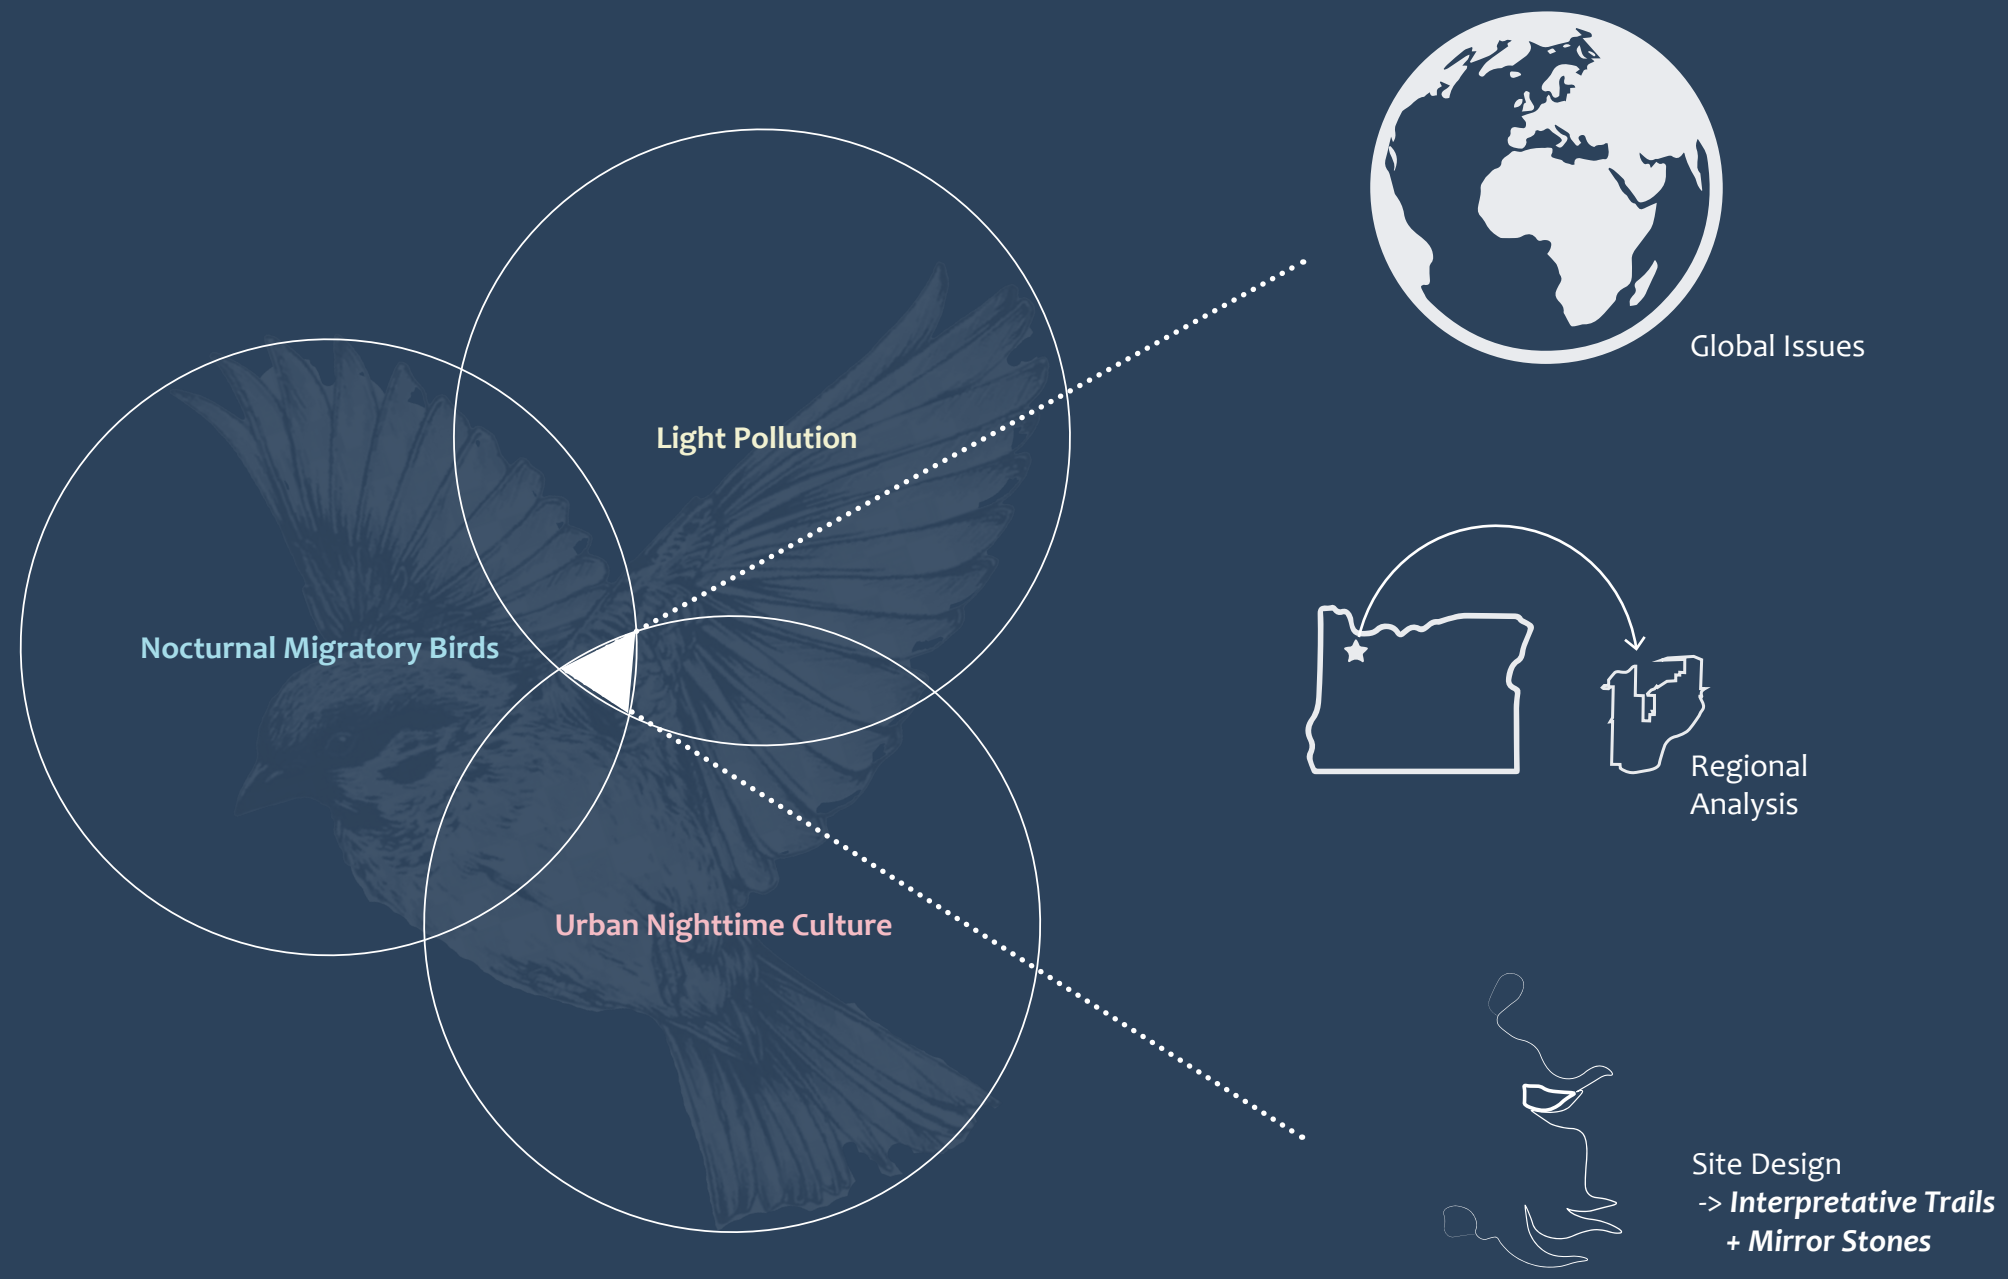 Light Pollution
Nocturnal Migratory Birds
Urban Nighttime Culture
Global Issues
Regional
Analysis
Site Design
-> Interpretative Trails
+ Mirror Stones